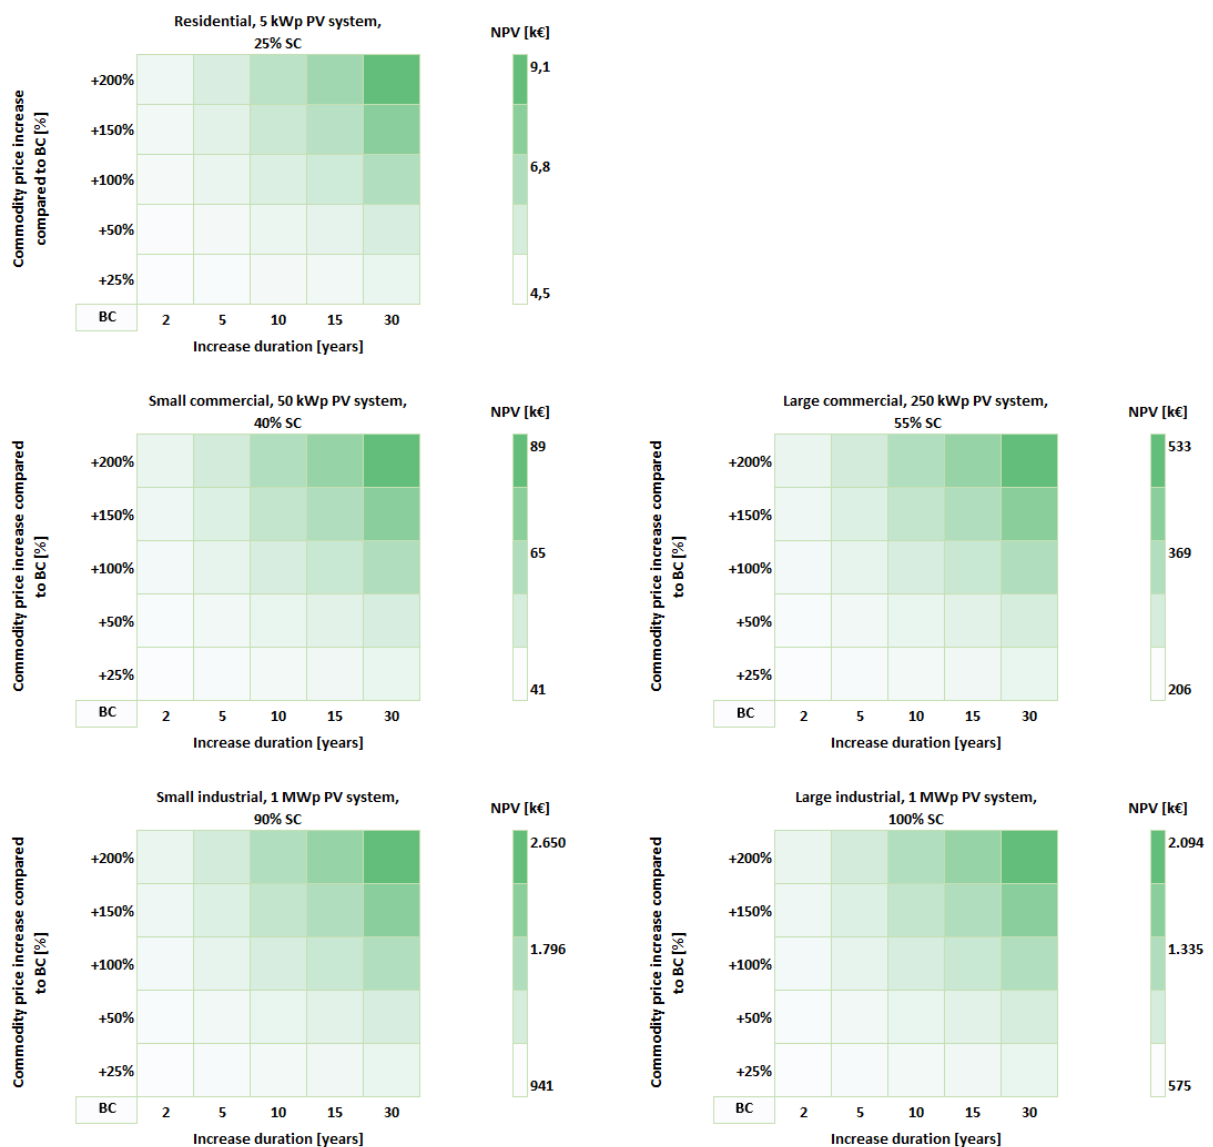 Residential, 5 kWp PV system,
25% SC
NPV [k€]
Commodity price increase
compared to BC [%]
+200%
+150%
+100%
+50%
+25%
9,1
6,8
4,5
BC 2 5 10 15 30
Increase duration [years]
Small commercial, 50 kWp PV system,
40% SC
NPV [k€]
Commodity price increase compared
to BC [%]
+200%
+150%
+100%
+50%
+25%
89
65
41
BC 2 5 10 15 30
Increase duration [years]
Large commercial, 250 kWp PV system,
55% SC
NPV [k€]
Commodity price increase compared
to BC [%]
+200%
+150%
+100%
+50%
+25%
533
369
206
BC 2 5 10 15 30
Increase duration [years]
Small industrial, 1 MWp PV system,
90% SC
NPV [k€]
Commodity price increase compared
to BC [%]
+200%
+150%
+100%
+50%
+25%
2.650
1.796
941
BC 2 5 10 15 30
Increase duration [years]
Large industrial, 1 MWp PV system,
100% SC
NPV [k€]
Commodity price increase compared
to BC [%]
+200%
+150%
+100%
+50%
+25%
2.094
1.335
575
BC 2 5 10 15 30
Increase duration [years]